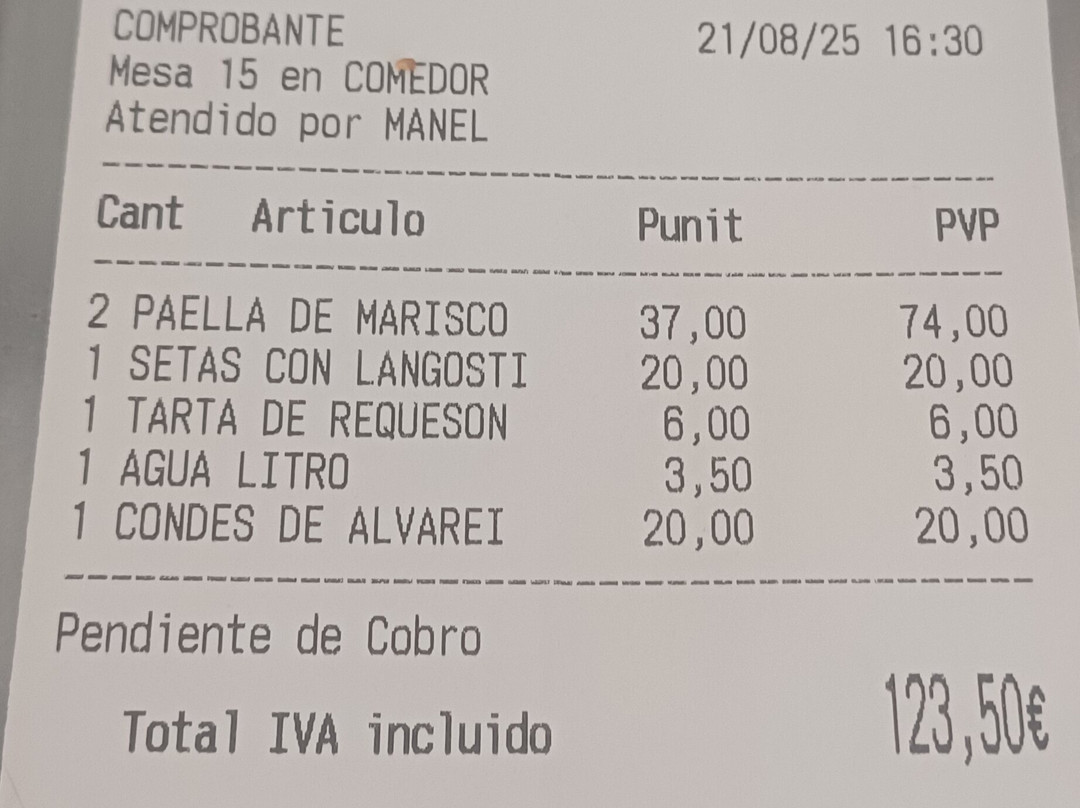 COMPROBANTE 21/08/25 16:30
Mesa 15 en COMEDOR
Atendido por MANEL
Cant Articulo Punit PVP
2 PAELLA DE MARISCO 37,00 74,00
1 SETAS CON LANGOSTI 20,00 20,00
1 TARTA DE REQUESON 6,00 6,00
1 AGUA LITRO 3,50 3,50
1 CONDES DE ALVAREI 20,00 20,00
Pendiente de Cobro
Total IVA incluido 123,50€